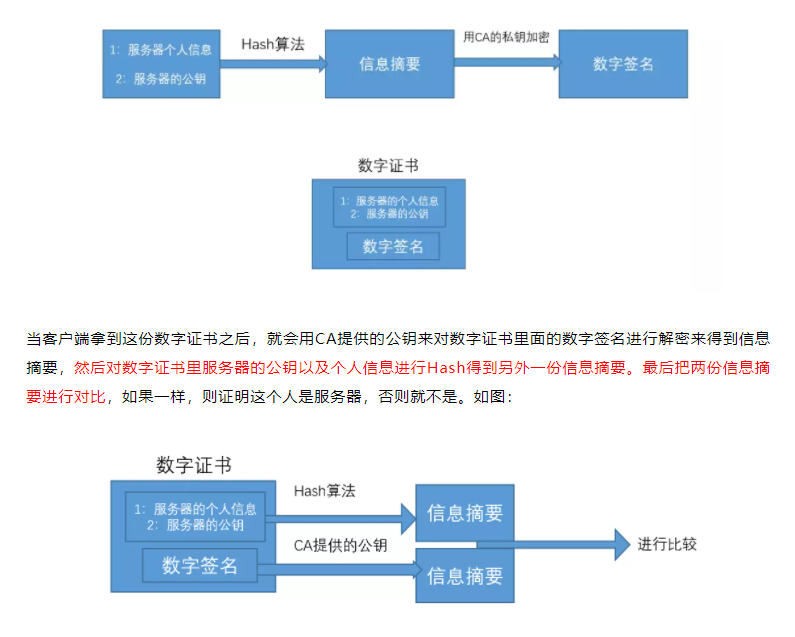 1：服务器个人信息
2：服务器的公钥
Hash算法
信息摘要
用CA的私钥加密
数字签名
数字证书
1：服务器的个人信息
2：服务器的公钥
数字签名
当客户端拿到这份数字证书之后，就会用CA提供的公钥来对数字证书里面的数字签名进行解密来得到信息
摘要，然后对数字证书里服务器的公钥以及个人信息进行Hash得到另外一份信息摘要。最后把两份信息摘
要进行对比，如果一样，则证明这个人是服务器，否则就不是。如图：
数字证书
1：服务器的个人信息
2：服务器的公钥
数字签名
Hash算法
CA提供的公钥
信息摘要
信息摘要
进行比较